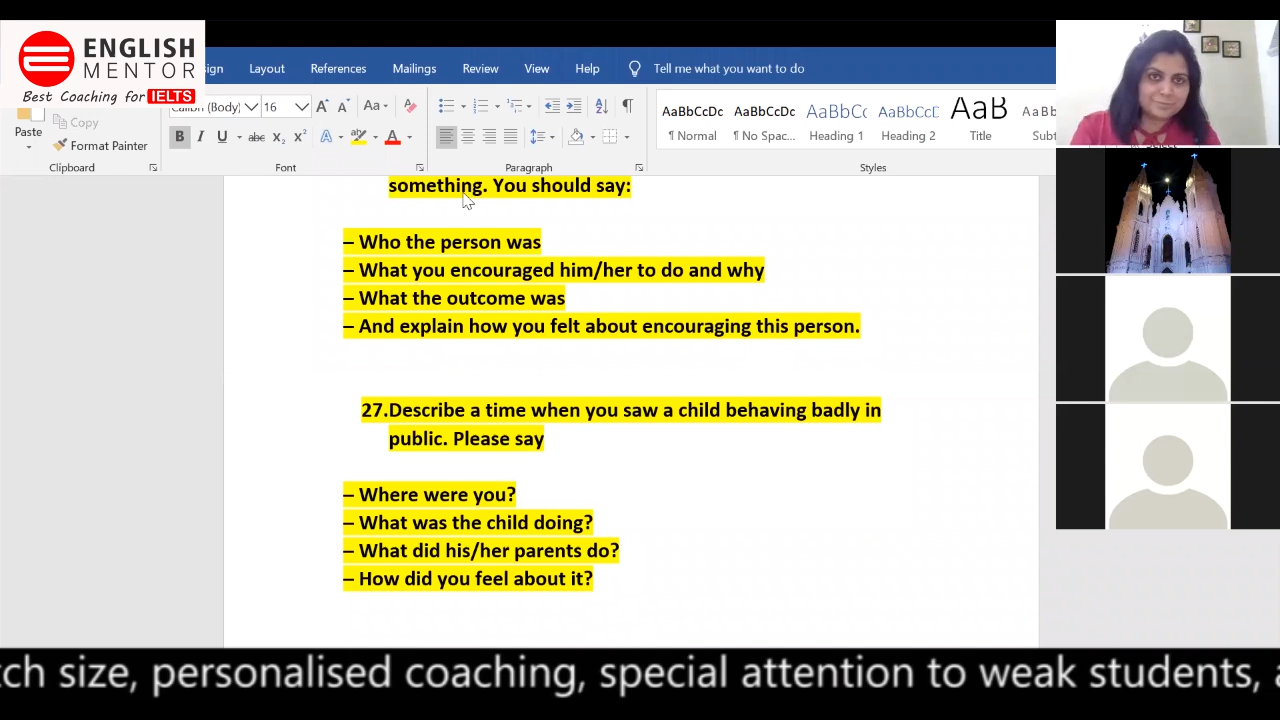 ENGLISH
MENTOR
Best Coaching for IELTS
sign Layout References Mailings Review View Help Tell me what you want to do
Calibri (Body) 16
Paste
Copy
Format Painter
Clipboard
Font
Paragraph
AaBbCcDc AaBbCcDc AaBbCc AaBbCcD AaB
¶ Normal ¶ No Spac... Heading 1 Heading 2 Title
Styles
something. You should say:
– Who the person was
– What you encouraged him/her to do and why
– What the outcome was
– And explain how you felt about encouraging this person.
27.Describe a time when you saw a child behaving badly in
public. Please say
– Where were you?
– What was the child doing?
– What did his/her parents do?
– How did you feel about it?
tch size, personalised coaching, special attention to weak students, a